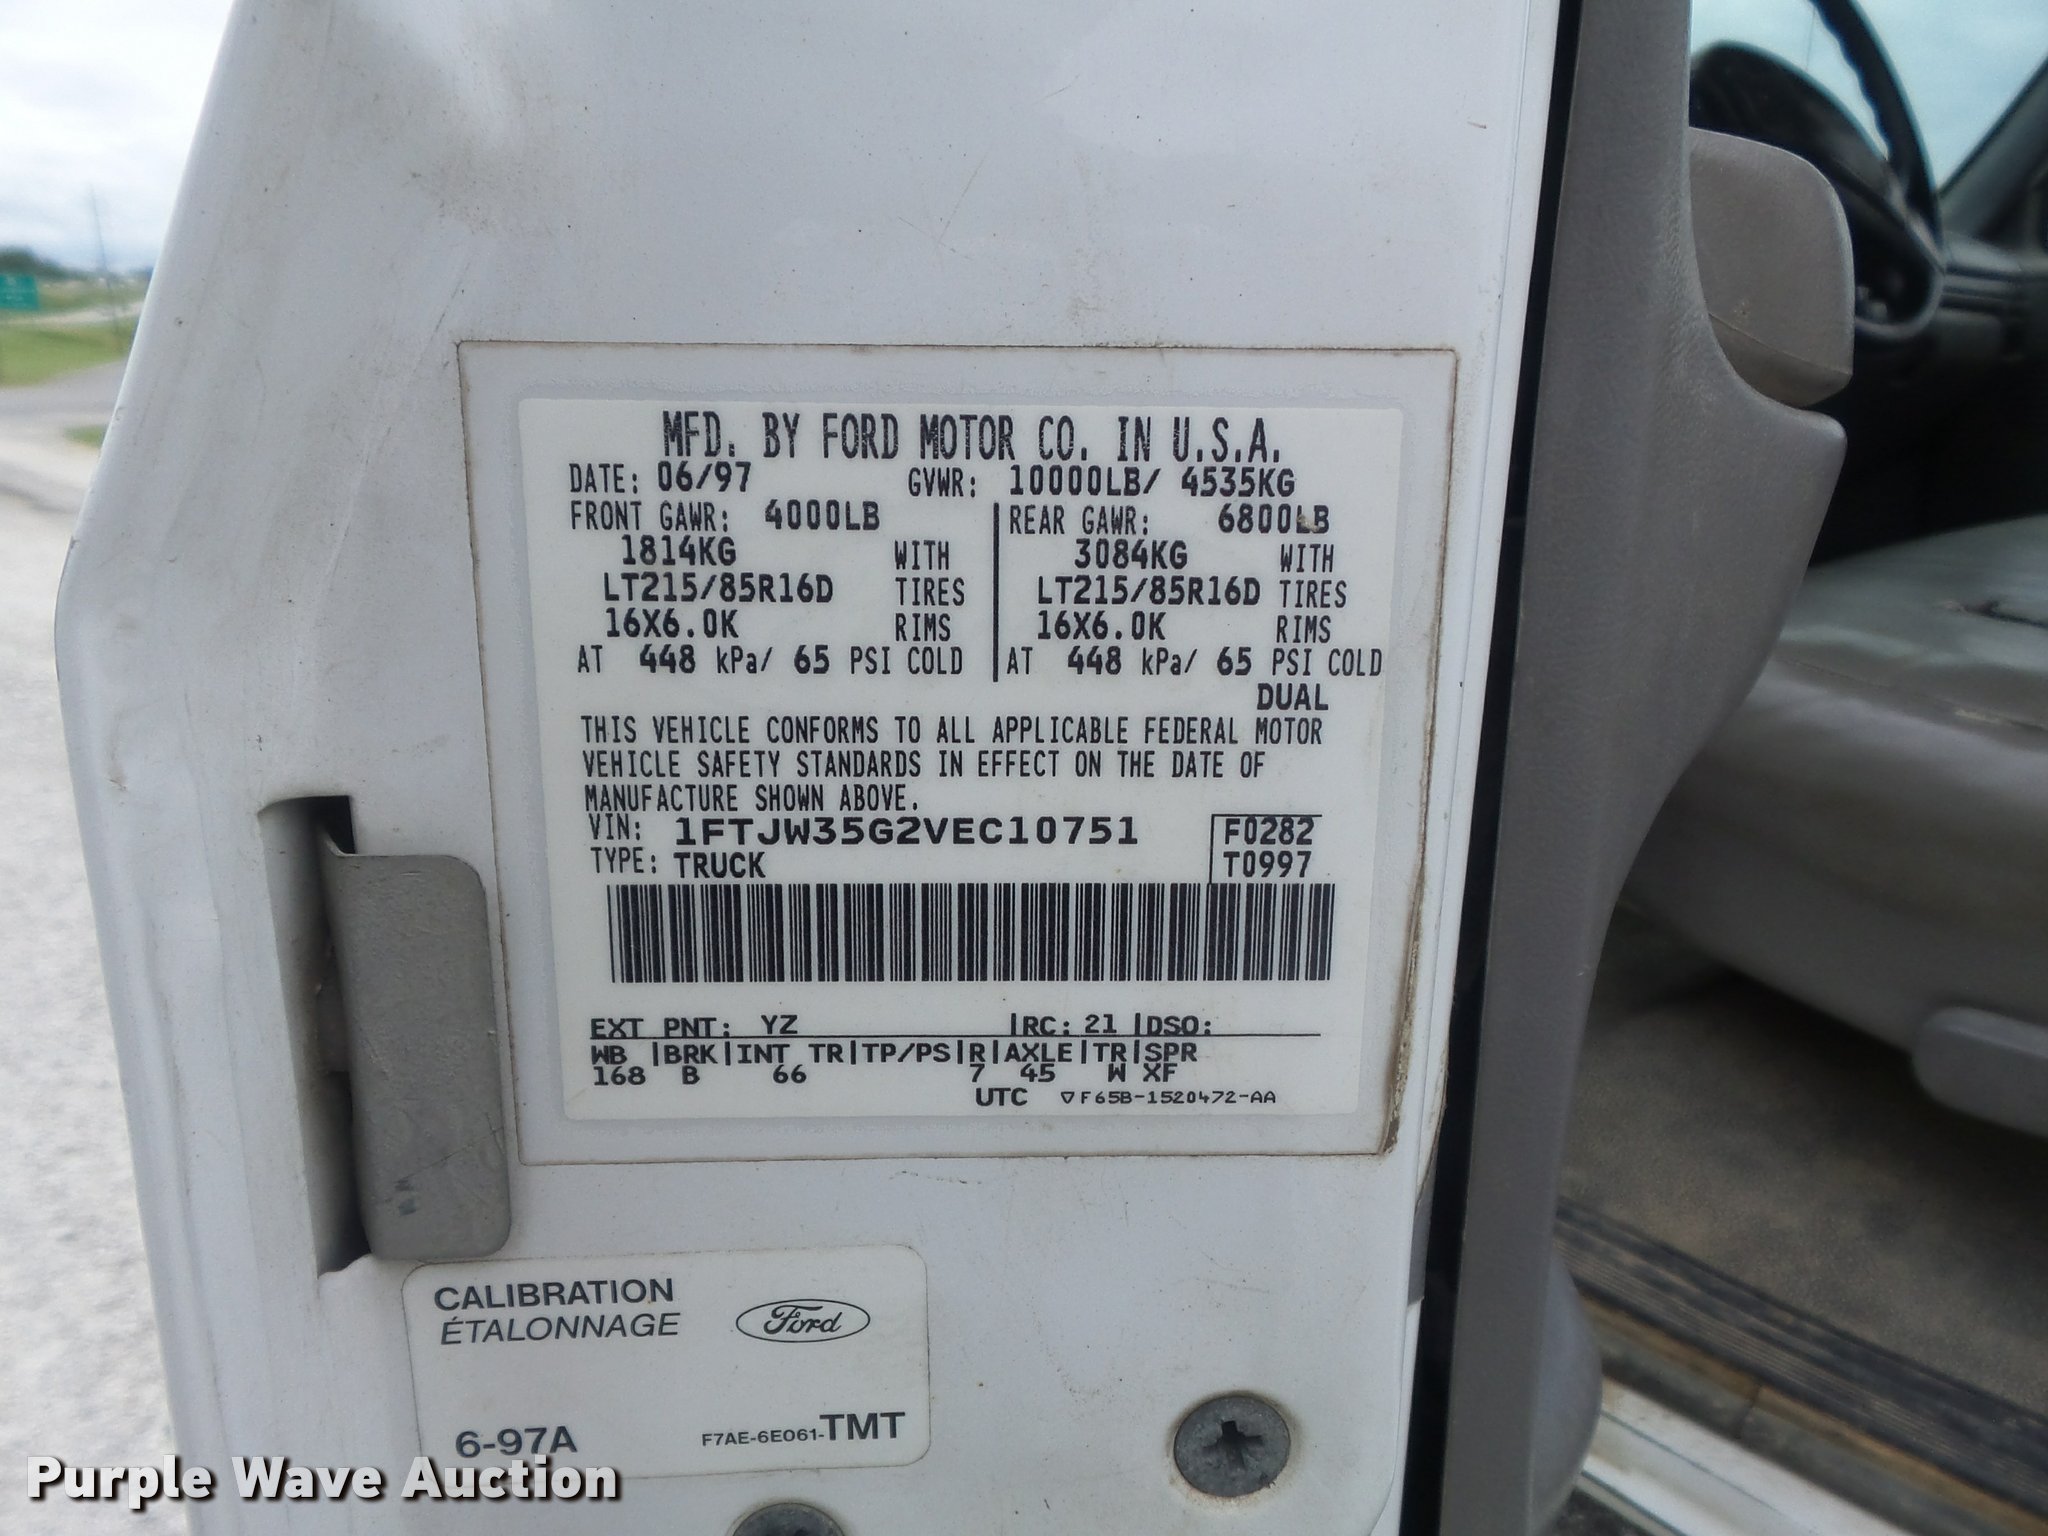 MFD. BY FORD MOTOR CO. IN U.S.A.
DATE: 06/97 GVWR: 10000LB/ 4535KG
FRONT GAWR: 4000LB REAR GAWR: 6800LB
1814KG WITH 3084KG WITH
LT215/85R16D TIRES LT215/85R16D TIRES
16X6.0K RIMS 16X6.0K RIMS
AT 448 kPa/ 65 PSI COLD AT 448 kPa/ 65 PSI COLD
DUAL
THIS VEHICLE CONFORMS TO ALL APPLICABLE FEDERAL MOTOR
VEHICLE SAFETY STANDARDS IN EFFECT ON THE DATE OF
MANUFACTURE SHOWN ABOVE.
VIN: 1FTJW35G2VEC10751 F0282
TYPE: TRUCK T0997
EXT PNT: YZ |RC: 21 |DSO:
WB |BRK|INT TR|TP/PS|R|AXLE|TR|SPR
168 B 66 7 45 W XF
UTC ▽F65B-1520472-AA
CALIBRATION
ÉTALONNAGE
Ford
6-97A F7AE-6E061-TMT
Purple Wave Auction